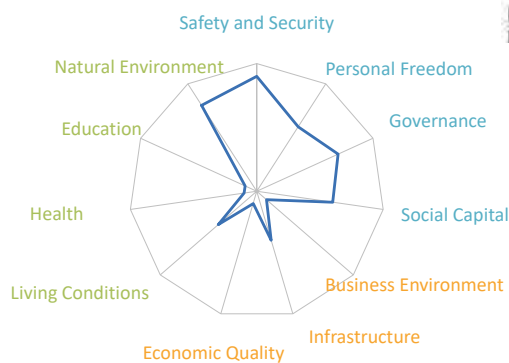 Safety and Security
Natural Environment
Personal Freedom
Education
Governance
Health
Social Capital
Living Conditions
Business Environment
Infrastructure
Economic Quality